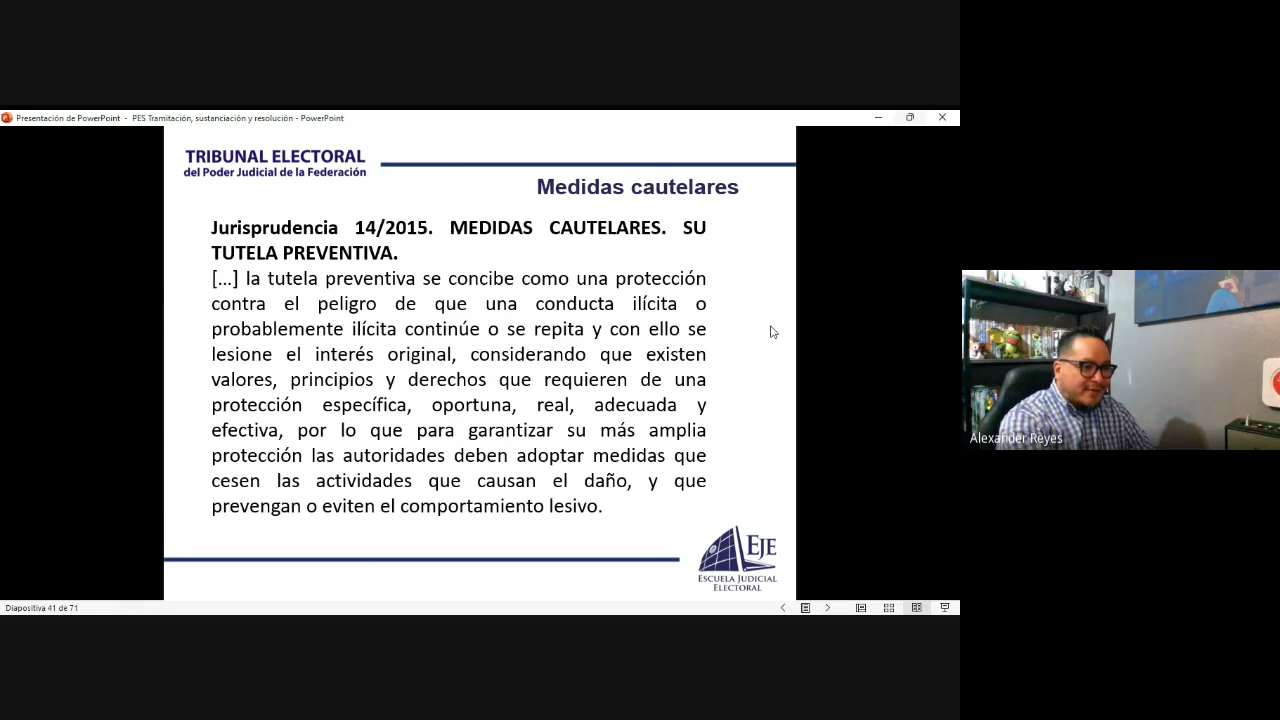 Presentación de PowerPoint - PES Tramitación, sustanciación y resolución - PowerPoint
TRIBUNAL ELECTORAL
del Poder Judicial de la Federación
Medidas cautelares
Jurisprudencia 14/2015. MEDIDAS CAUTELARES. SU
TUTELA PREVENTIVA.
[...] la tutela preventiva se concibe como una protección
contra el peligro de que una conducta ilícita o
probablemente ilícita continúe o se repita y con ello se
lesione el interés original, considerando que existen
valores, principios y derechos que requieren de una
protección específica, oportuna, real, adecuada y
efectiva, por lo que para garantizar su más amplia
protección las autoridades deben adoptar medidas que
cesen las actividades que causan el daño, y que
prevengan o eviten el comportamiento lesivo.
EJE
ESCUELA JUDICIAL
ELECTORAL
Diapositiva 41 de 71
Alexander Reyes